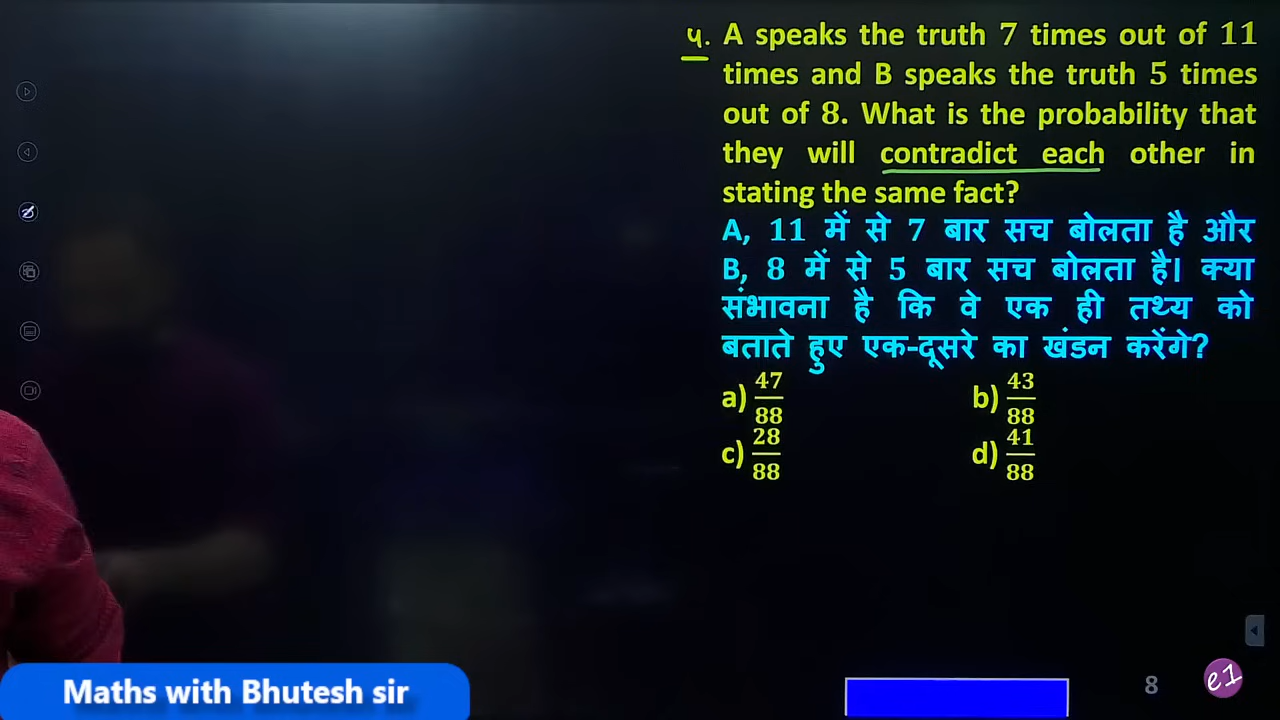 4. A speaks the truth 7 times out of 11
times and B speaks the truth 5 times
out of 8. What is the probability that
they will contradict each other in
stating the same fact?
A, 11 में से 7 बार सच बोलता है और
B, 8 में से 5 बार सच बोलता है। क्या
संभावना है कि वे एक ही तथ्य को
बताते हुए एक-दूसरे का खंडन करेंगे?
a) 47/88 b) 43/88
c) 28/88 d) 41/88
Maths with Bhutesh sir
8
e1